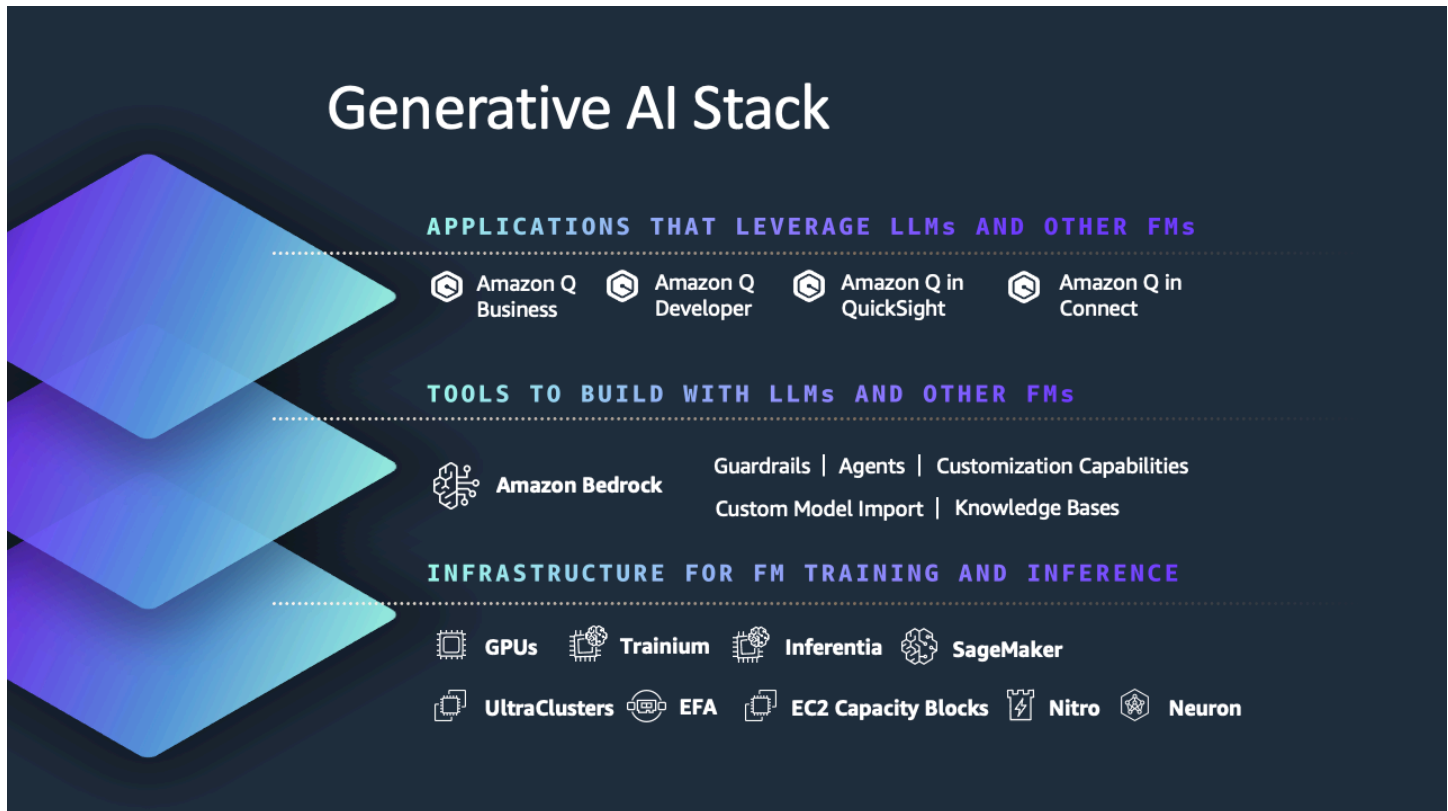 Generative AI Stack
APPLICATIONS THAT LEVERAGE LLMs AND OTHER FMs
Amazon Q Business
Amazon Q Developer
Amazon Q in QuickSight
Amazon Q in Connect
TOOLS TO BUILD WITH LLMs AND OTHER FMs
Amazon Bedrock
Guardrails | Agents | Customization Capabilities
Custom Model Import | Knowledge Bases
INFRASTRUCTURE FOR FM TRAINING AND INFERENCE
GPUs Trainium Inferentia SageMaker
UltraClusters EFA EC2 Capacity Blocks Nitro Neuron